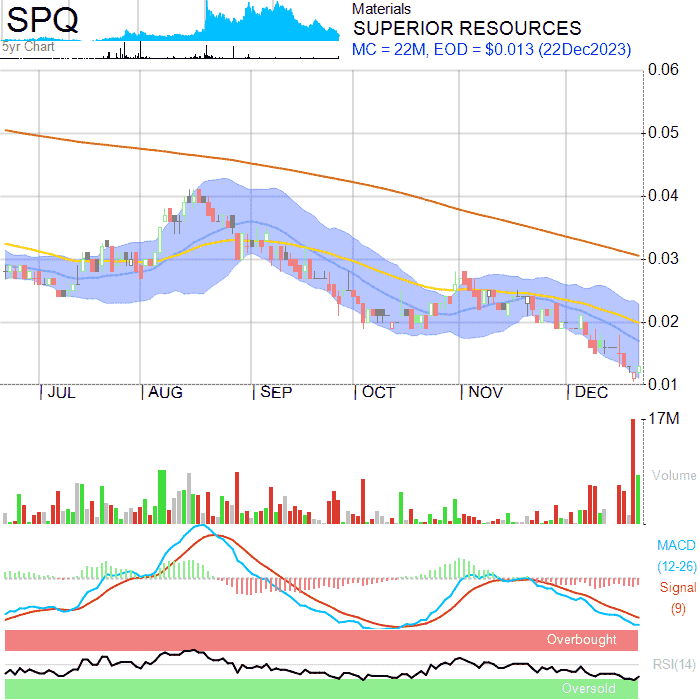 SPQ
5yr Chart
Materials
SUPERIOR RESOURCES
MC = 22M, EOD = $0.013 (22Dec2023)
0.06
0.05
0.04
0.03
0.02
0.01
| JUL | AUG | SEP | OCT | NOV | DEC
17M
Volume
MACD
(12-26)
Signal
(9)
Overbought
RSI(14)
Oversold